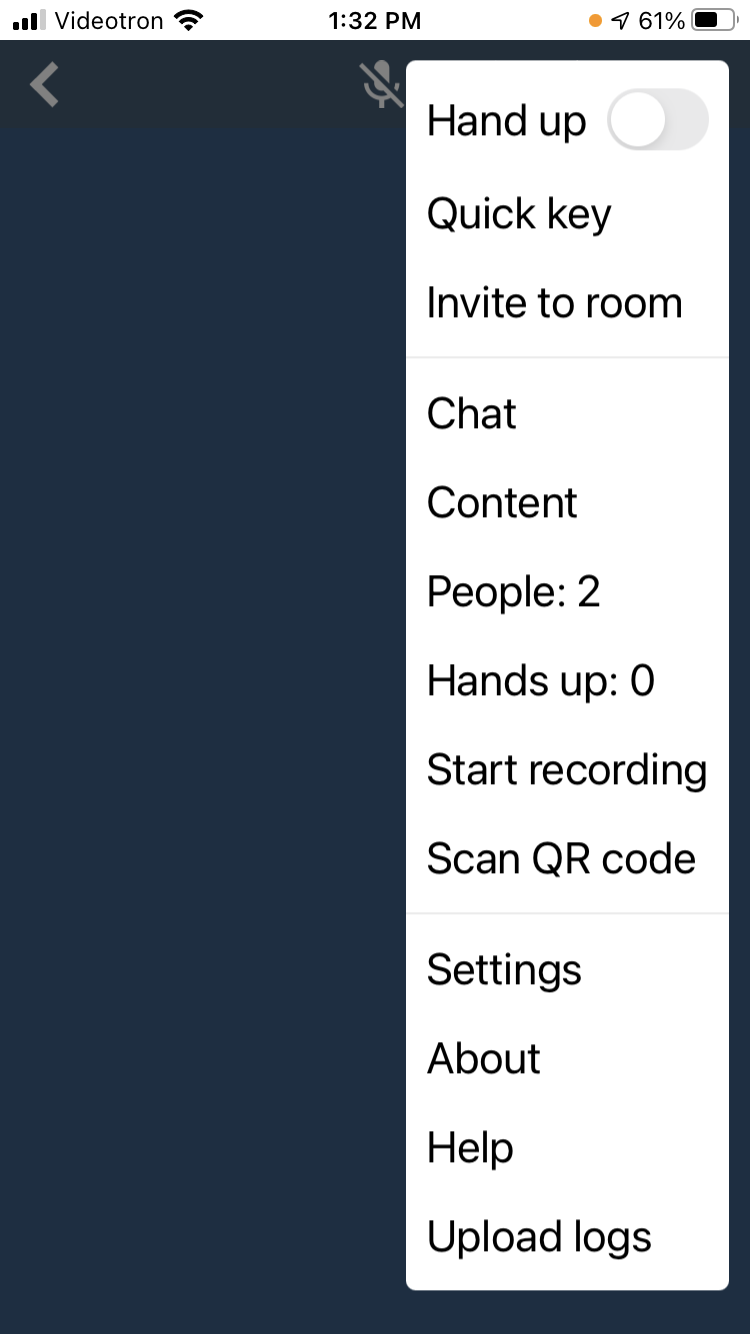 Videotron 1:32 PM 61%
Hand up
Quick key
Invite to room
Chat
Content
People: 2
Hands up: 0
Start recording
Scan QR code
Settings
About
Help
Upload logs